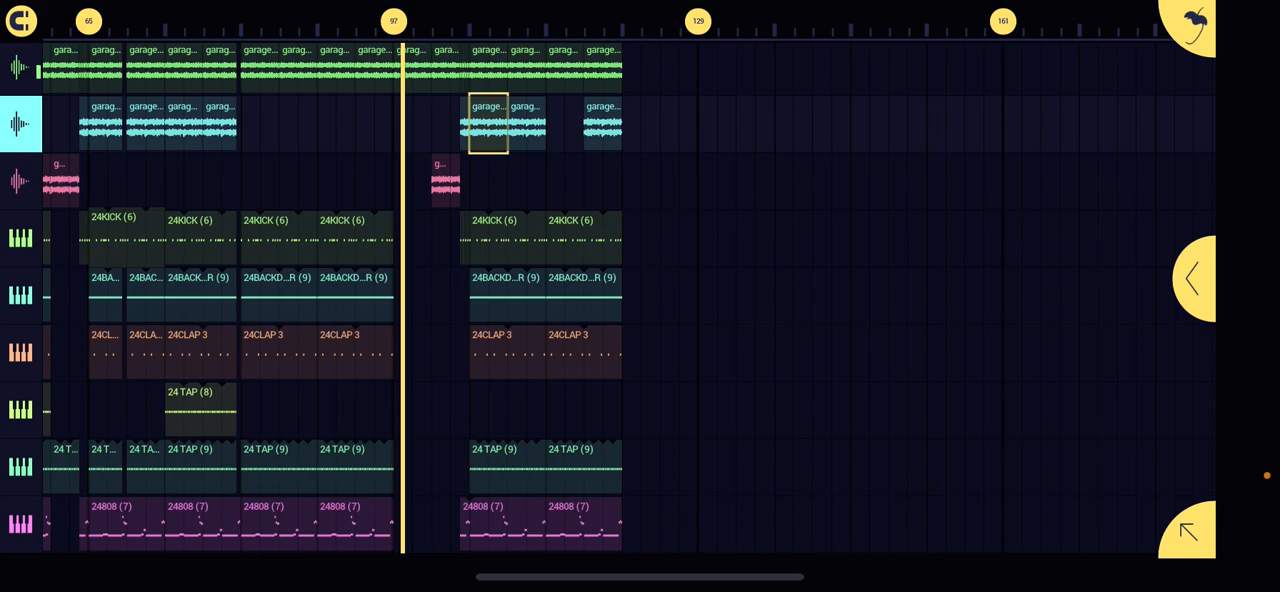 65 97 129 161
garag... garag... garage... garag... garag... garage... garag... garage... garag... garag... garag... garag... garage... garag... garage...
garag... garage... garag... garag... garage... garag... garage...
g... g...
24KICK (6) 24KICK (6) 24KICK (6) 24KICK (6) 24KICK (6) 24KICK (6)
24BA... 24BAC... 24BACK...R (9) 24BACKD...R (9) 24BACKD...R (9) 24BACKD...R (9) 24BACKD...R (9)
24CL... 24CLA... 24CLAP 3 24CLAP 3 24CLAP 3 24CLAP 3 24CLAP 3
24 TAP (8)
24 T... 24 T... 24 TA... 24 TAP (9) 24 TAP (9) 24 TAP (9) 24 TAP (9) 24 TAP (9)
24808 (7) 24808 (7) 24808 (7) 24808 (7) 24808 (7) 24808 (7)